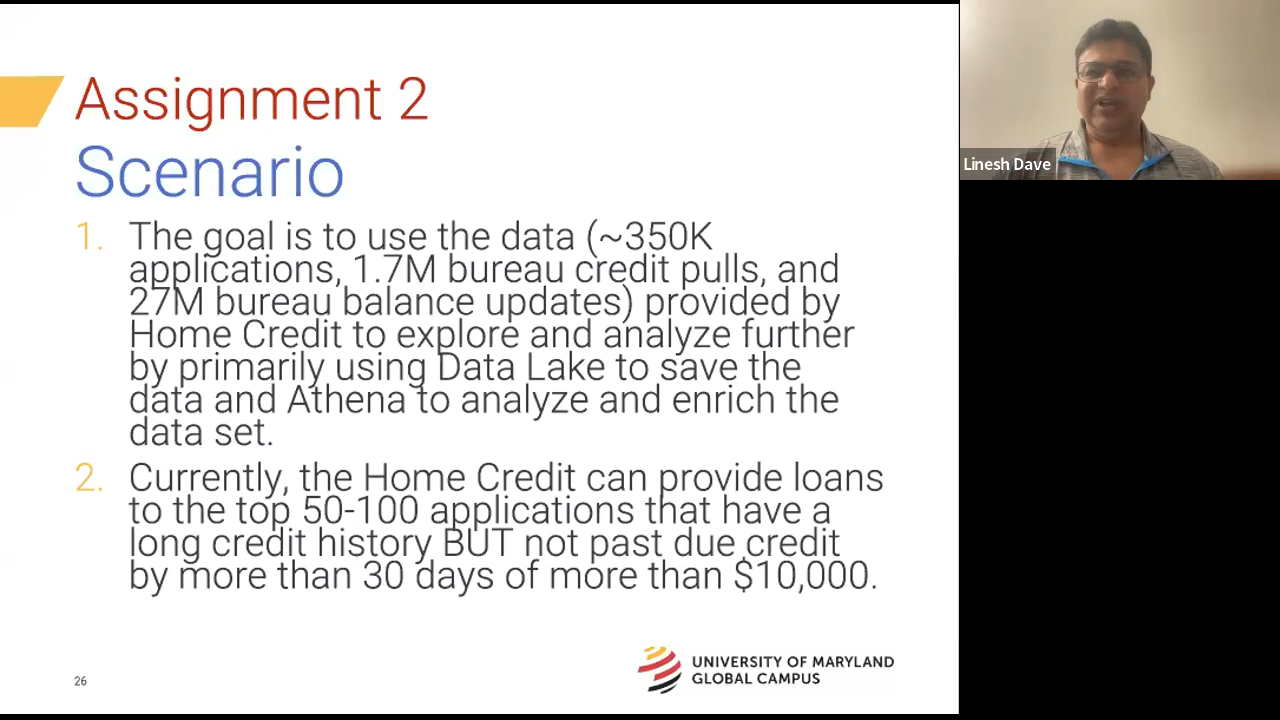 Assignment 2
Scenario
1. The goal is to use the data (~350K
applications, 1.7M bureau credit pulls, and
27M bureau balance updates) provided by
Home Credit to explore and analyze further
by primarily using Data Lake to save the
data and Athena to analyze and enrich the
data set.
2. Currently, the Home Credit can provide loans
to the top 50-100 applications that have a
long credit history BUT not past due credit
by more than 30 days of more than $10,000.
26
UNIVERSITY OF MARYLAND
GLOBAL CAMPUS
Linesh Dave